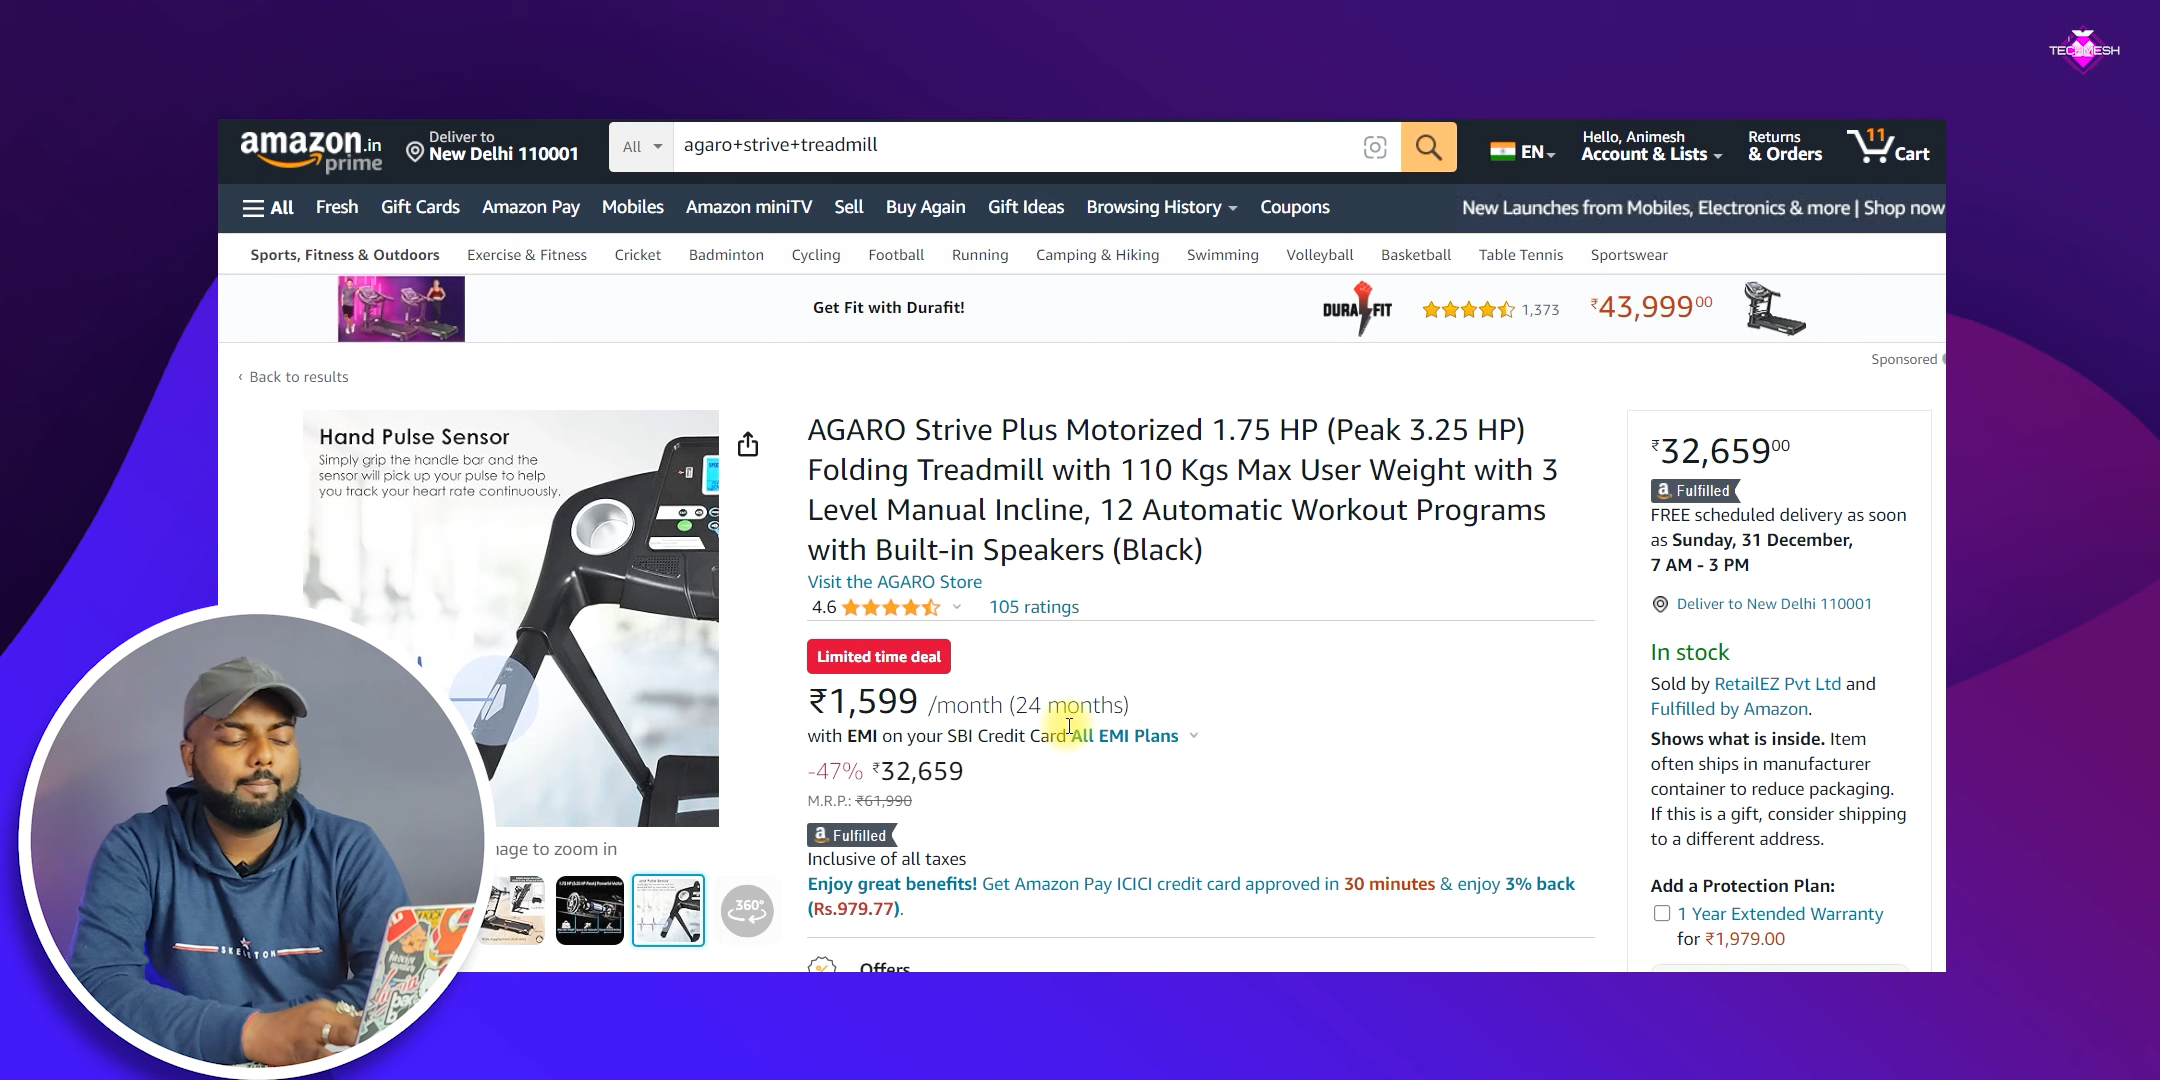 TECHMESH
amazon.in
prime
Deliver to
New Delhi 110001
All
agaro+strive+treadmill
EN
Hello, Animesh
Account & Lists
Returns
& Orders
11
Cart
All
Fresh
Gift Cards
Amazon Pay
Mobiles
Amazon miniTV
Sell
Buy Again
Gift Ideas
Browsing History
Coupons
New Launches from Mobiles, Electronics & more | Shop now
Sports, Fitness & Outdoors
Exercise & Fitness
Cricket
Badminton
Cycling
Football
Running
Camping & Hiking
Swimming
Volleyball
Basketball
Table Tennis
Sportswear
Get Fit with Durafit!
DURAFIT
1,373
₹43,99900
Sponsored
‹ Back to results
Hand Pulse Sensor
Simply grip the handle bar and the
sensor will pick up your pulse to help
you track your heart rate continuously.
AGARO Strive Plus Motorized 1.75 HP (Peak 3.25 HP)
Folding Treadmill with 110 Kgs Max User Weight with 3
Level Manual Incline, 12 Automatic Workout Programs
with Built-in Speakers (Black)
Visit the AGARO Store
4.6
105 ratings
Limited time deal
₹1,599 /month (24 months)
with EMI on your SBI Credit Card All EMI Plans
-47% ₹32,659
M.R.P.: ₹61,990
a Fulfilled
Inclusive of all taxes
Enjoy great benefits! Get Amazon Pay ICICI credit card approved in 30 minutes & enjoy 3% back
(Rs.979.77).
Offers
₹32,65900
a Fulfilled
FREE scheduled delivery as soon
as Sunday, 31 December,
7 AM - 3 PM
Deliver to New Delhi 110001
In stock
Sold by RetailEZ Pvt Ltd and
Fulfilled by Amazon.
Shows what is inside. Item
often ships in manufacturer
container to reduce packaging.
If this is a gift, consider shipping
to a different address.
Add a Protection Plan:
1 Year Extended Warranty
for ₹1,979.00
to zoom in
360°
SKELETON